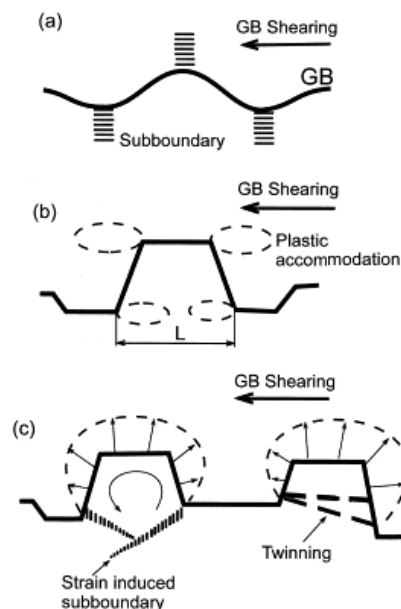 (a)
GB Shearing
GB
Subboundary
GB Shearing
(b)
Plastic
accommodation
L
GB Shearing
(c)
Twinning
Strain induced
subboundary